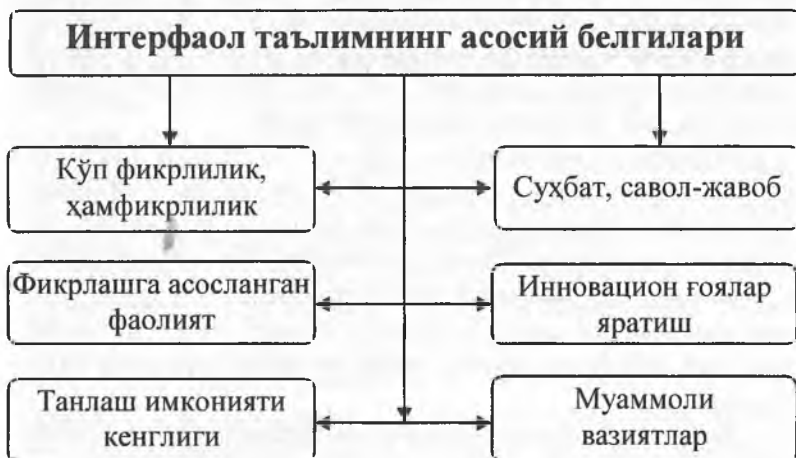 Интерфаол таълимнинг асосий белгилари
Кўп фикрлилик,
ҳамфикрлилик
Суҳбат, савол-жавоб
Фикрлашга асосланган
фаолият
Инновацион ғоялар
яратиш
Танлаш имконияти
кенглиги
Муаммоли
вазиятлар